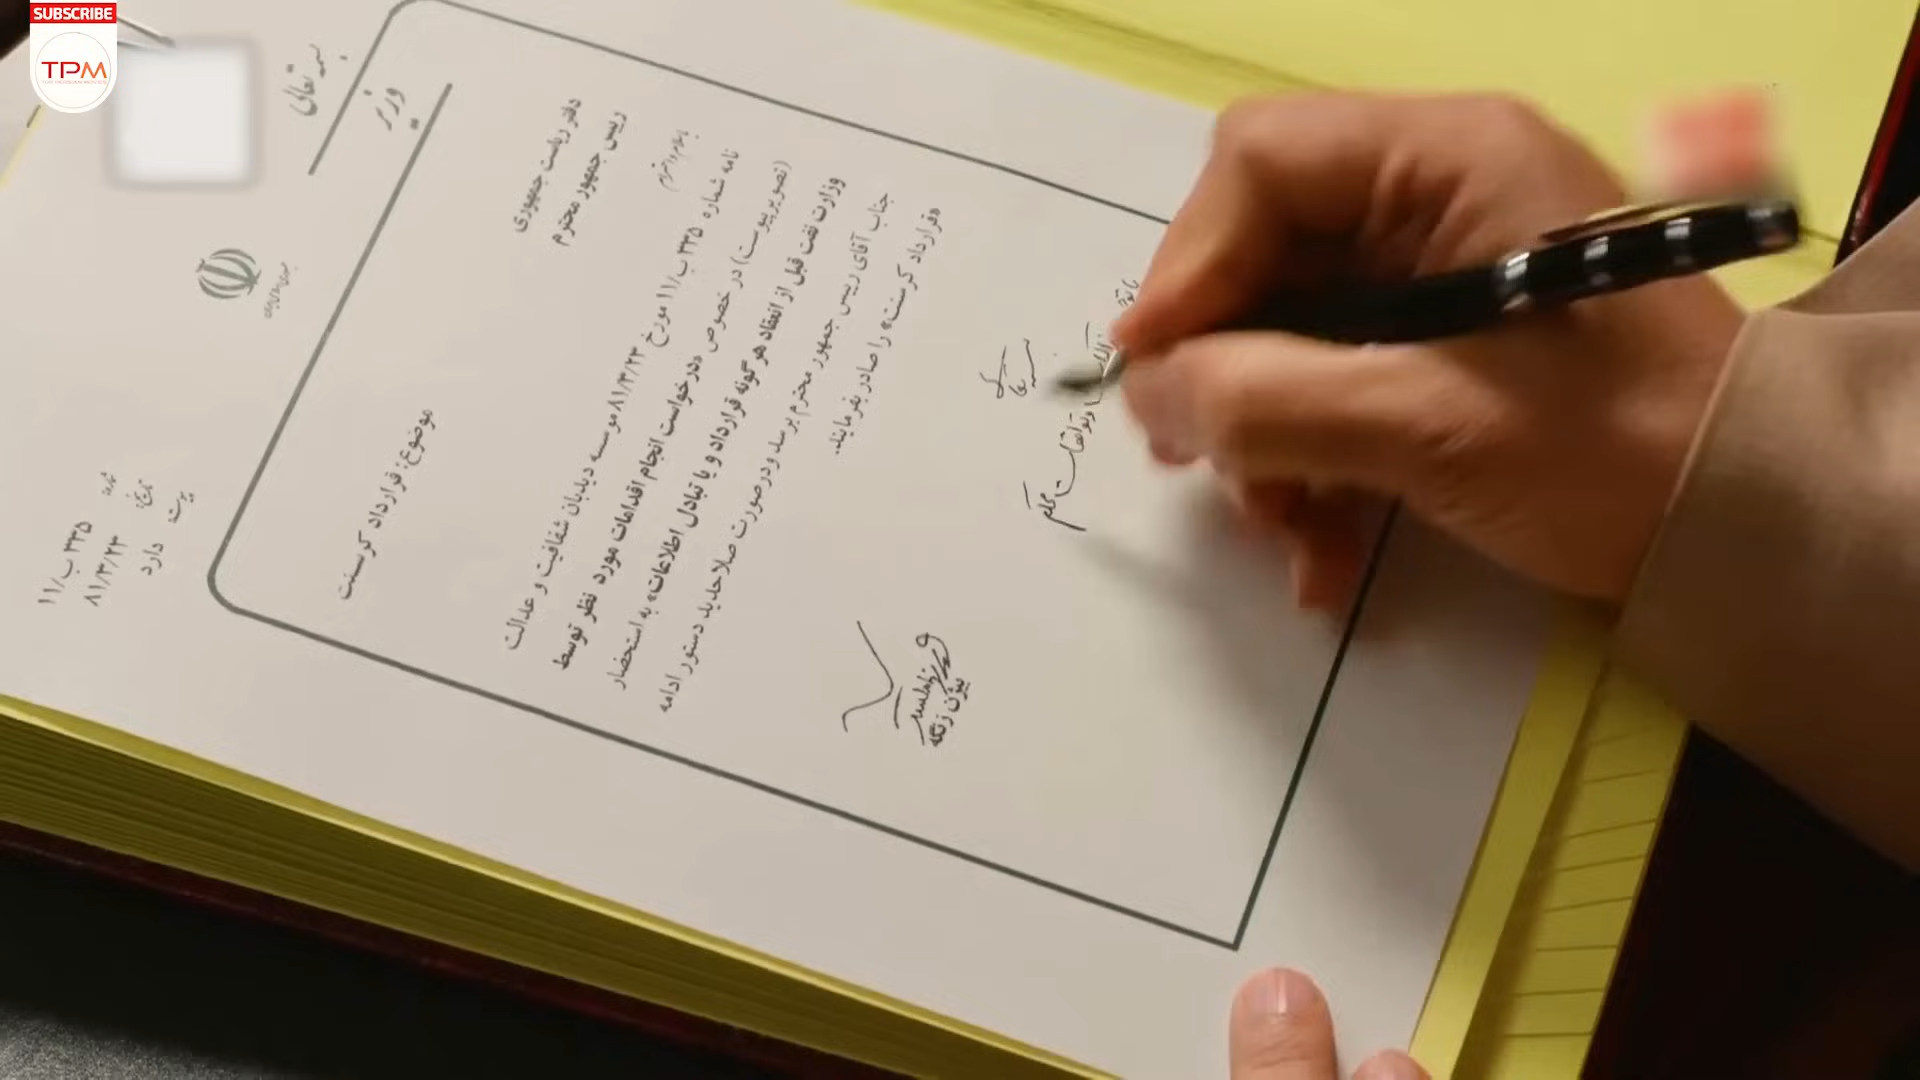 SUBSCRIBE
TPM
بسمه تعالی
وزیر
شماره: ۲۳۵ ب/۱۱
تاریخ: ۸۱/۳/۲۳
پیوست: دارد
موضوع: قرارداد کرسنت
دفتر ریاست جمهوری
رییس جمهور محترم
با سلام و احترام
نامه شماره ۲۳۵ ب/۱۱ مورخ ۸۱/۳/۲۳ موسسه دیدبان شفافیت و عدالت
(تصویر پیوست) در خصوص «درخواست انجام اقدامات مورد نظر توسط
وزارت نفت قبل از انعقاد هر گونه قرارداد و یا تبادل اطلاعات» به استحضار
جناب آقای رییس جمهور محترم برسد و در صورت صلاحدید دستور ادامه
«قرارداد کرسنت» را صادر بفرمایند.
بیژن زنگنه